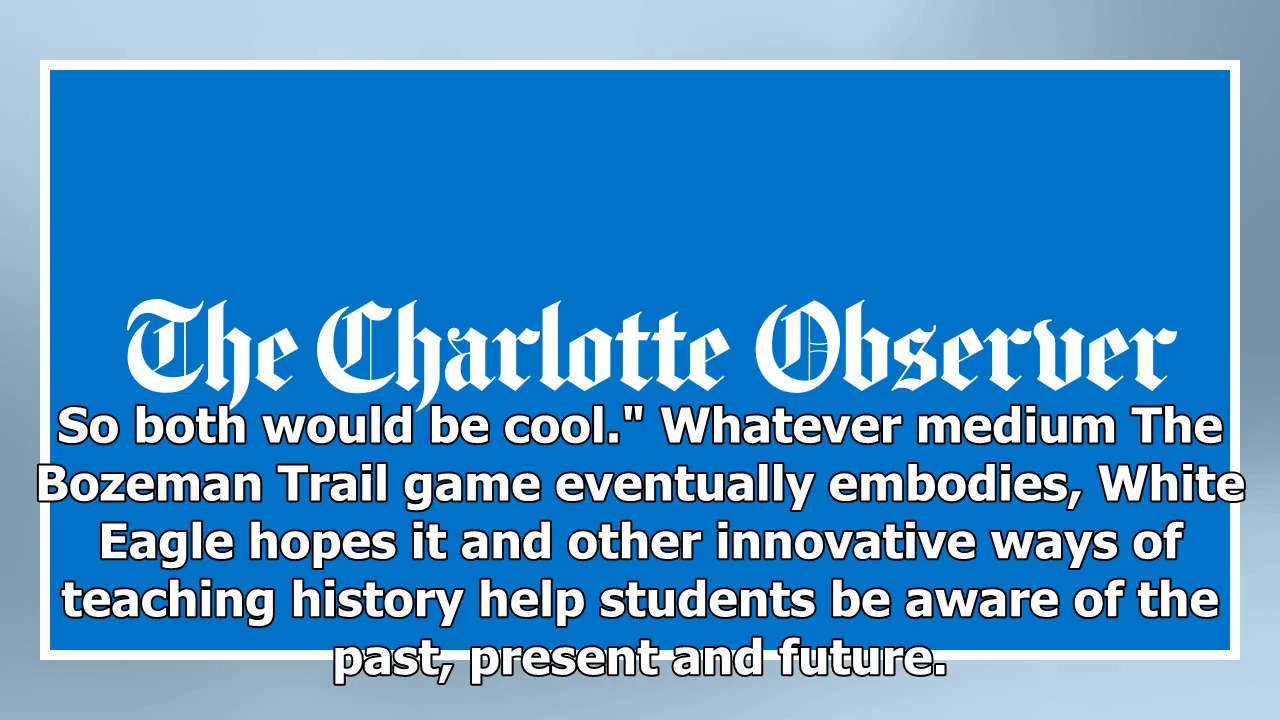 The Charlotte Observer
So both would be cool." Whatever medium The
Bozeman Trail game eventually embodies, White
Eagle hopes it and other innovative ways of
teaching history help students be aware of the
past, present and future.